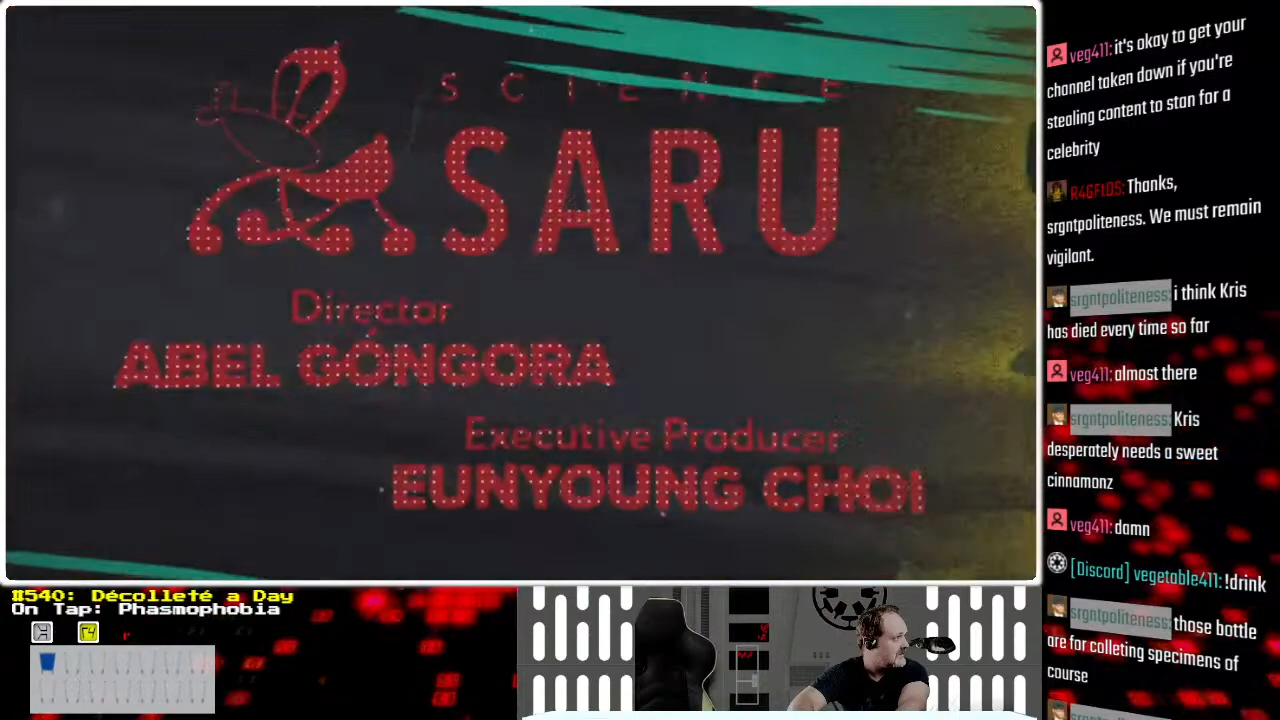 SCIENCE
SARU
Director
ABEL GÓNGORA
Executive Producer
EUNYOUNG CHOI
#540: Décolleté a Day
On Tap: Phasmophobia
veg411: it's okay to get your
channel taken down if you're
stealing content to stan for a
celebrity
R4GFtDS: Thanks,
srgntpoliteness. We must remain
vigilant.
srgntpoliteness: i think Kris
has died every time so far
veg411: almost there
srgntpoliteness: Kris
desperately needs a sweet
cinnamonz
veg411: damn
[Discord] vegetable411: !drink
srgntpoliteness: those bottle
are for colleting specimens of
course